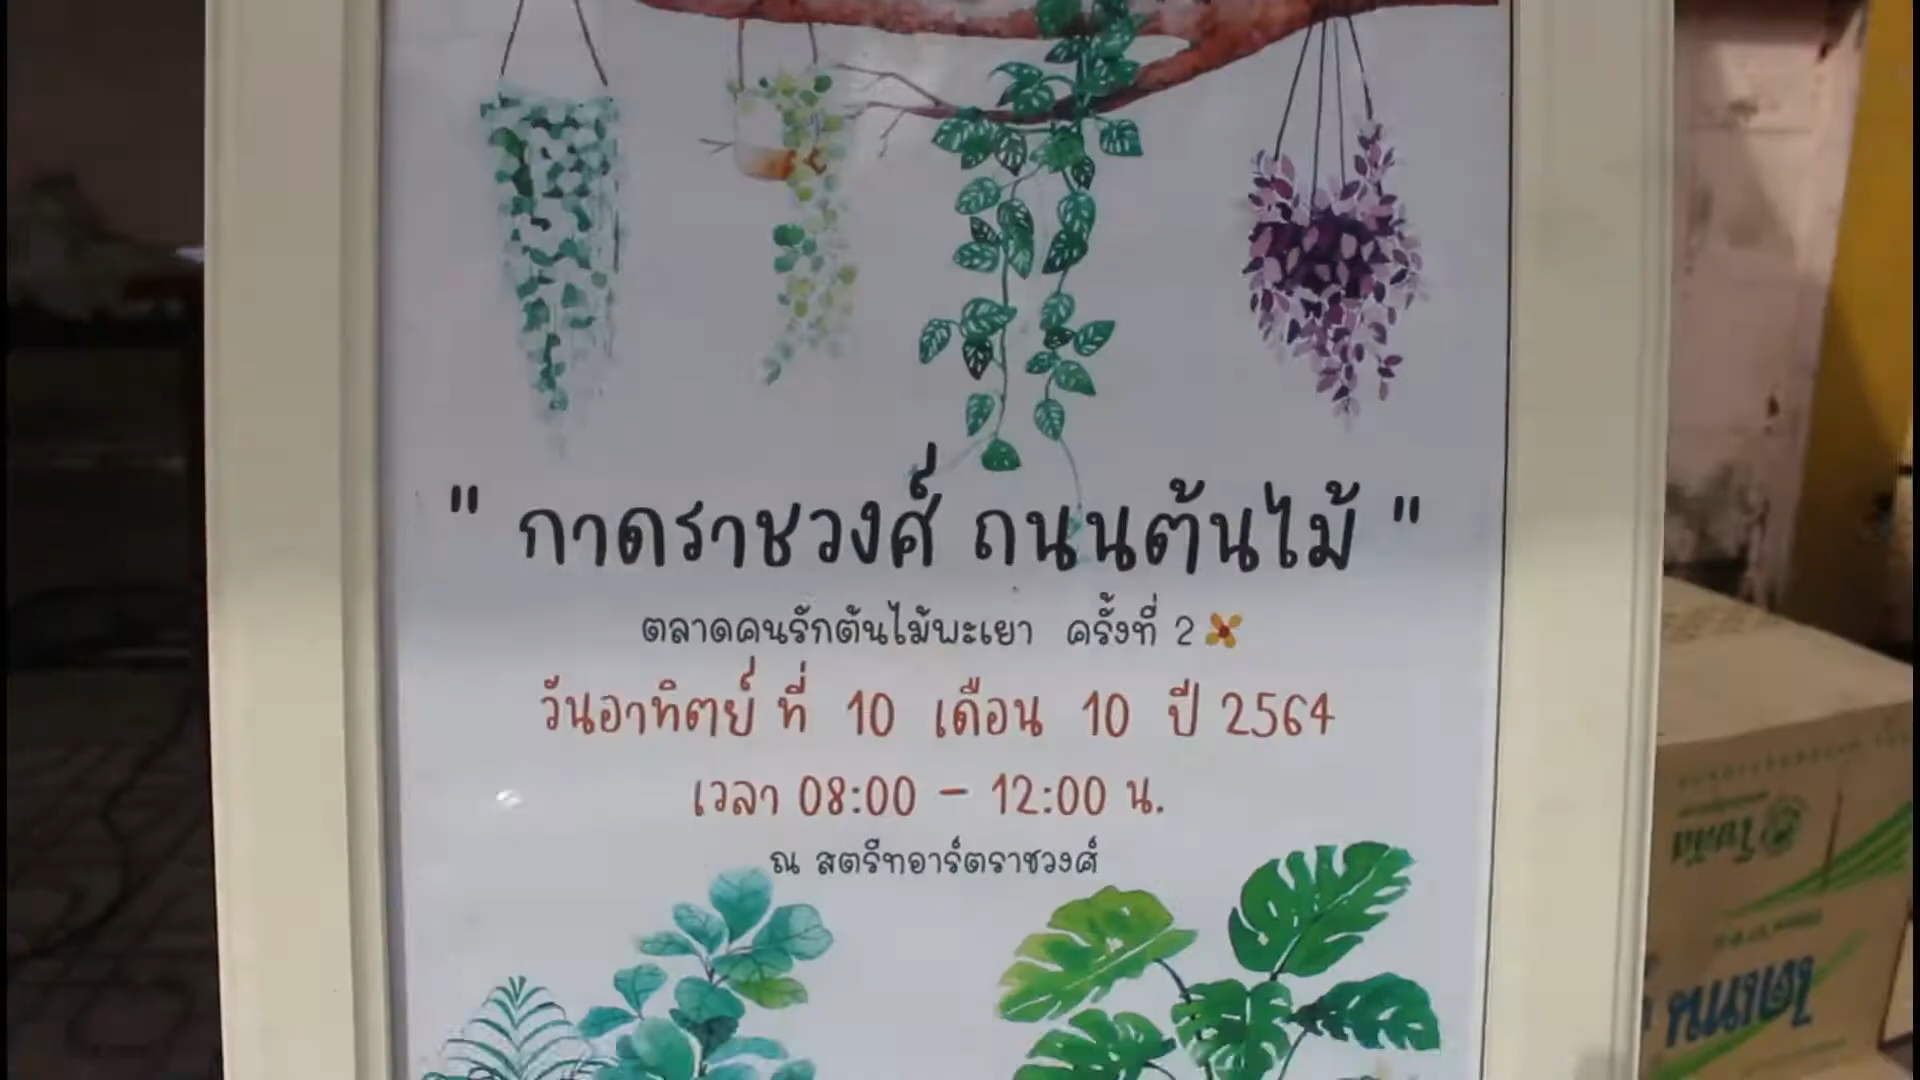 " กาดราชวงศ์ ถนนต้นไม้ "
ตลาดคนรักต้นไม้พะเยา ครั้งที่ 2
วันอาทิตย์ ที่ 10 เดือน 10 ปี 2564
เวลา 08:00 - 12:00 น.
ณ สตรีทอาร์ตราชวงศ์